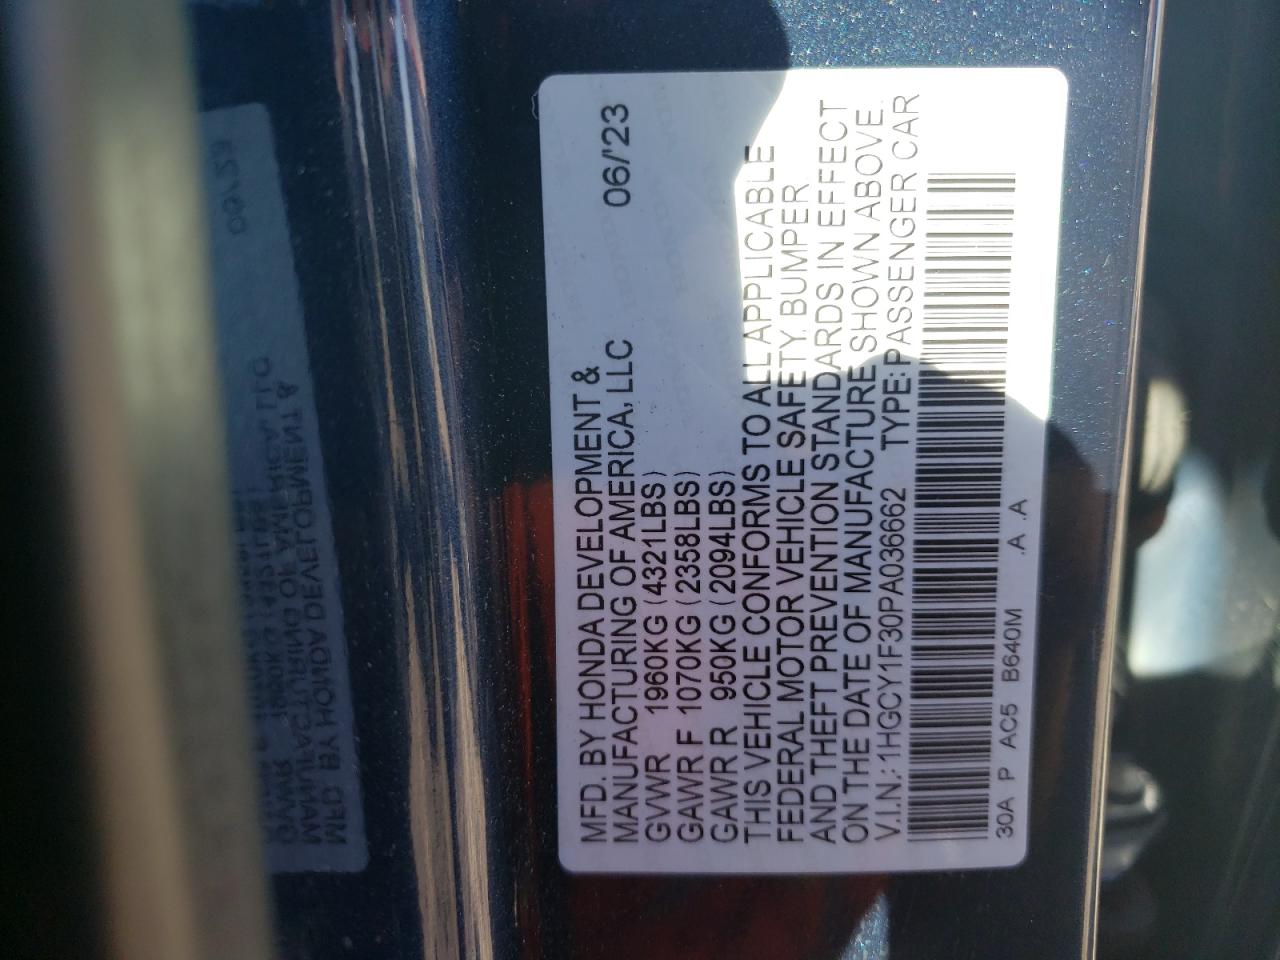 MFD. BY HONDA DEVELOPMENT & 06/'23
MANUFACTURING OF AMERICA, LLC
GVWR 1960KG (4321LBS)
GAWR F 1070KG (2358LBS)
GAWR R 950KG (2094LBS)
THIS VEHICLE CONFORMS TO ALL APPLICABLE
FEDERAL MOTOR VEHICLE SAFETY, BUMPER
AND THEFT PREVENTION STANDARDS IN EFFECT
ON THE DATE OF MANUFACTURE SHOWN ABOVE.
V.I.N.: 1HGCY1F30PA036662 TYPE: PASSENGER CAR
30A P AC5 B640M .A .A